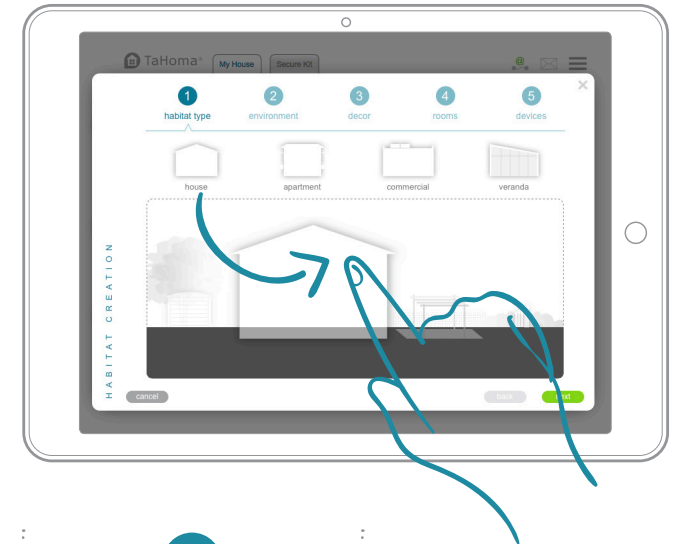 TaHoma® My House Secure Kit @
1 2 3 4 5
habitat type environment decor rooms devices
house apartment commercial veranda
HABITAT CREATION
cancel back next